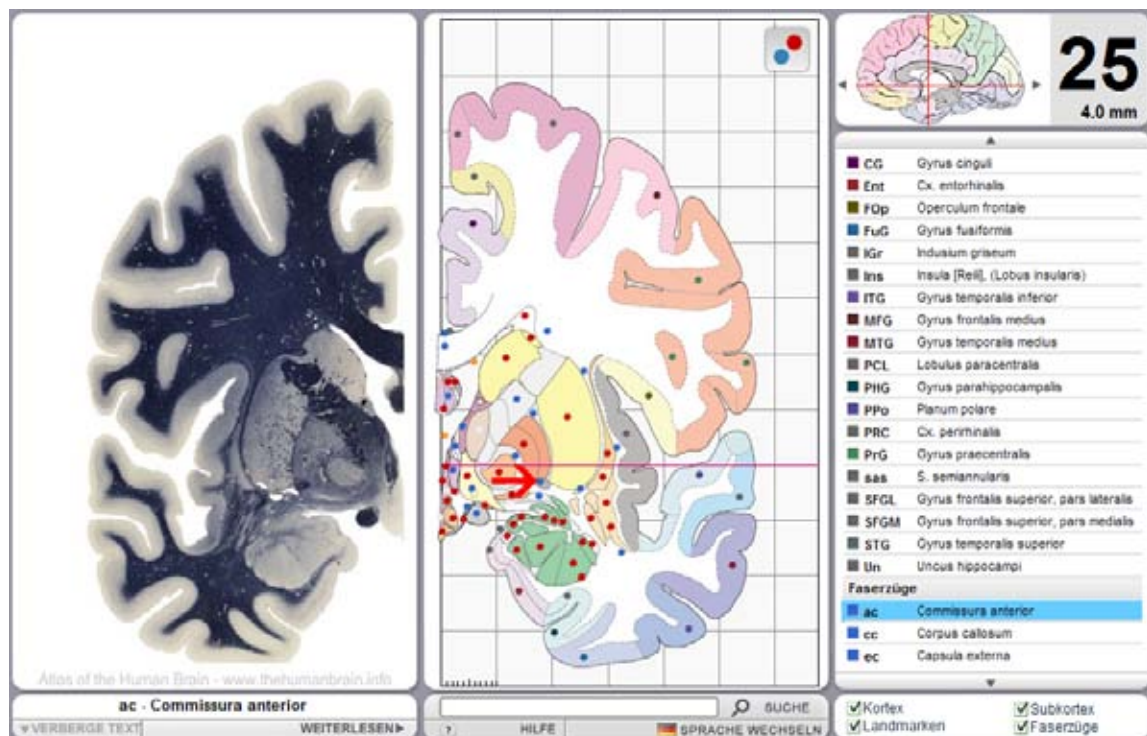 25
4.0 mm
CG Gyrus cinguli
Ent Cx. entorhinalis
FOp Operculum frontale
FuG Gyrus fusiformis
IGr Indusium griseum
Ins Insula [Reili], (Lobus insularis)
ITG Gyrus temporalis inferior
MFG Gyrus frontalis medius
MTG Gyrus temporalis medius
PCL Lobulus paracentralis
PHG Gyrus parahippocampalis
PPo Planum polare
PRC Cx. perirhinalis
PrG Gyrus praecentralis
sas S. semiannularis
SFGL Gyrus frontalis superior, pars lateralis
SFGM Gyrus frontalis superior, pars medialis
STG Gyrus temporalis superior
Un Uncus hippocampi
Faserzüge
ac Commissura anterior
cc Corpus callosum
ec Capsula externa
Atlas of the Human Brain - www.thehumanbrain.info
ac - Commissura anterior
VERBERGE TEXT WEITERLESEN
SUCHE
? HILFE SPRACHE WECHSELN
Kortex Subkortex
Landmarken Faserzüge